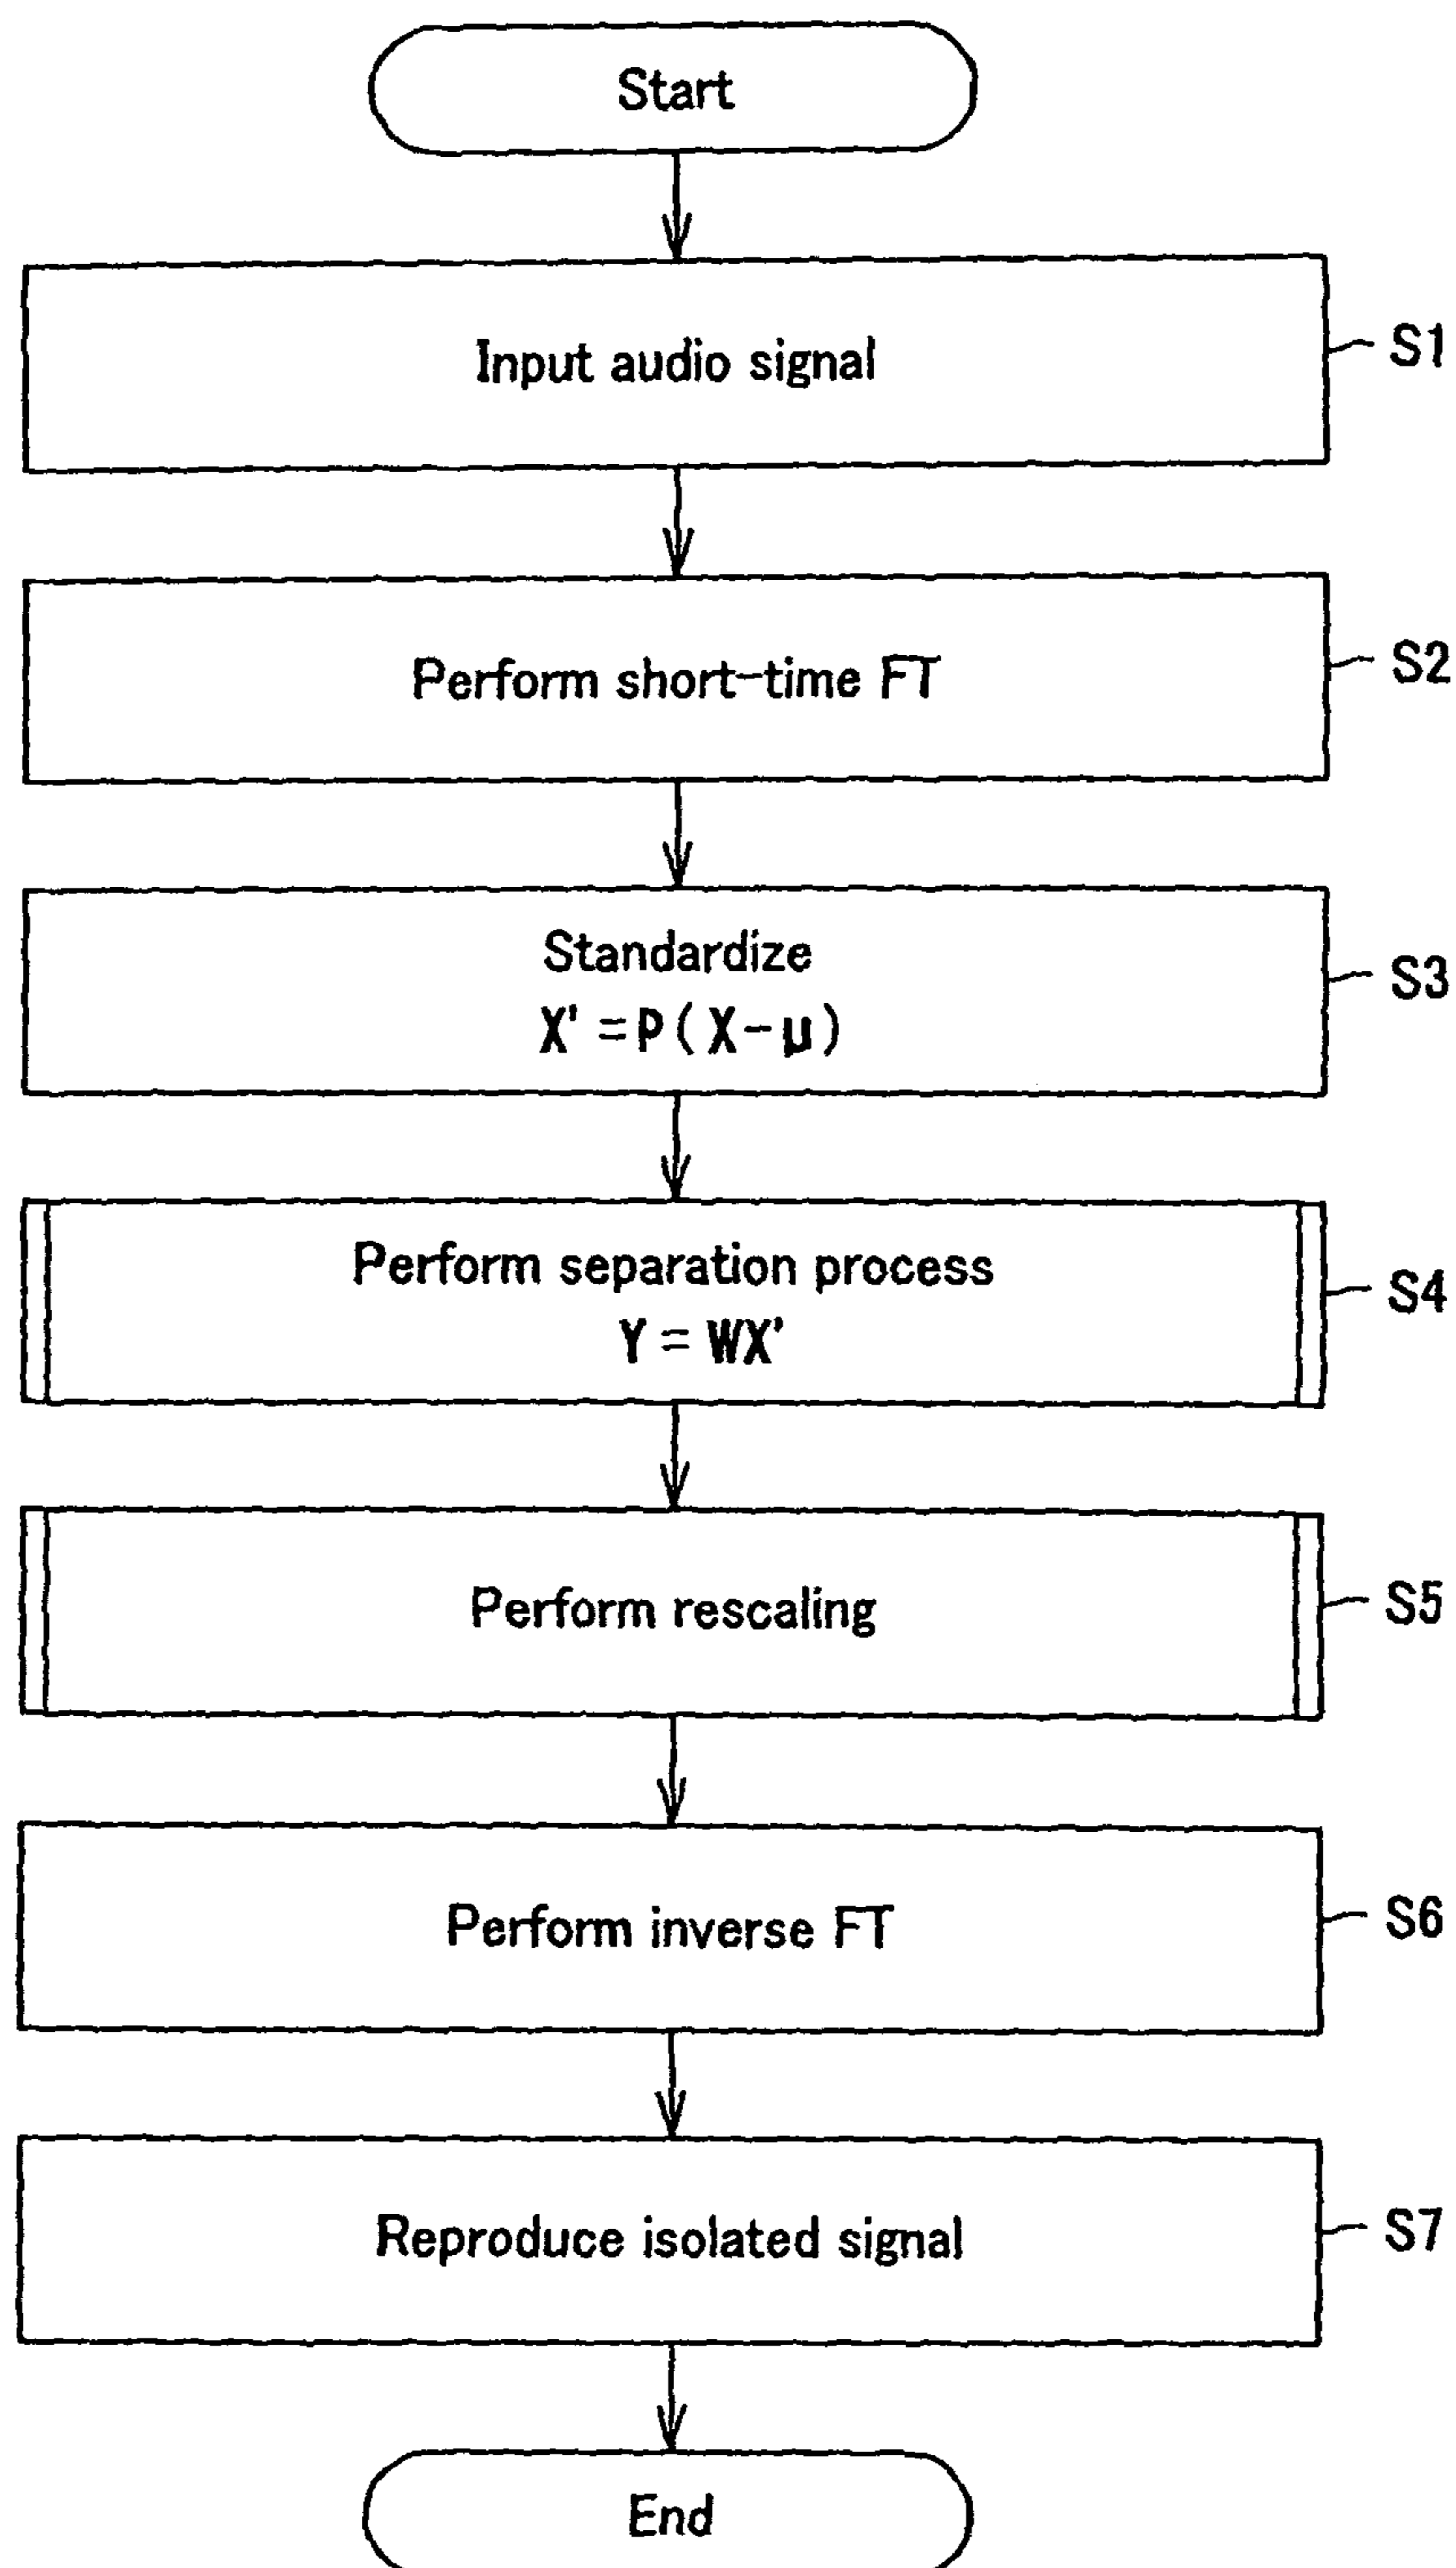 Start
Input audio signal
S1
Perform short-time FT
S2
Standardize
X' = P ( X - μ )
S3
Perform separation process
Y = WX'
S4
Perform rescaling
S5
Perform inverse FT
S6
Reproduce isolated signal
S7
End